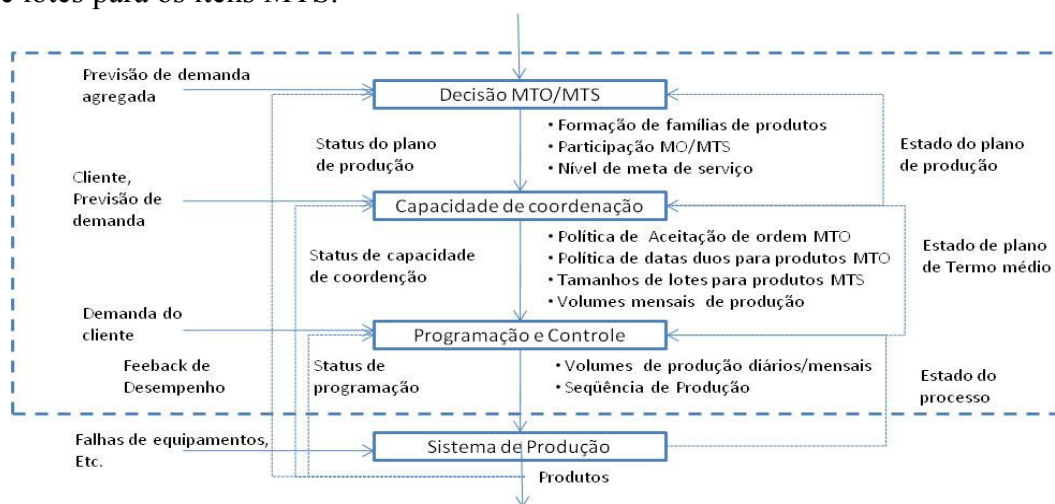 e lotes para os itens MTS.
Previsão de demanda
agregada
Decisão MTO/MTS
• Formação de famílias de produtos
• Participação MO/MTS
• Nível de meta de serviço
Status do plano
de produção
Estado do plano
de produção
Cliente,
Previsão de
demanda
Capacidade de coordenação
• Política de Aceitação de ordem MTO
• Política de datas duos para produtos MTO
• Tamanhos de lotes para produtos MTS
• Volumes mensais de produção
Status de capacidade
de coordenção
Estado de plano
de Termo médio
Demanda do
cliente
Programação e Controle
Feeback de
Desempenho
Status de
programação
• Volumes de produção diários/mensais
• Seqüência de Produção
Estado do
processo
Falhas de equipamentos,
Etc.
Sistema de Produção
Produtos